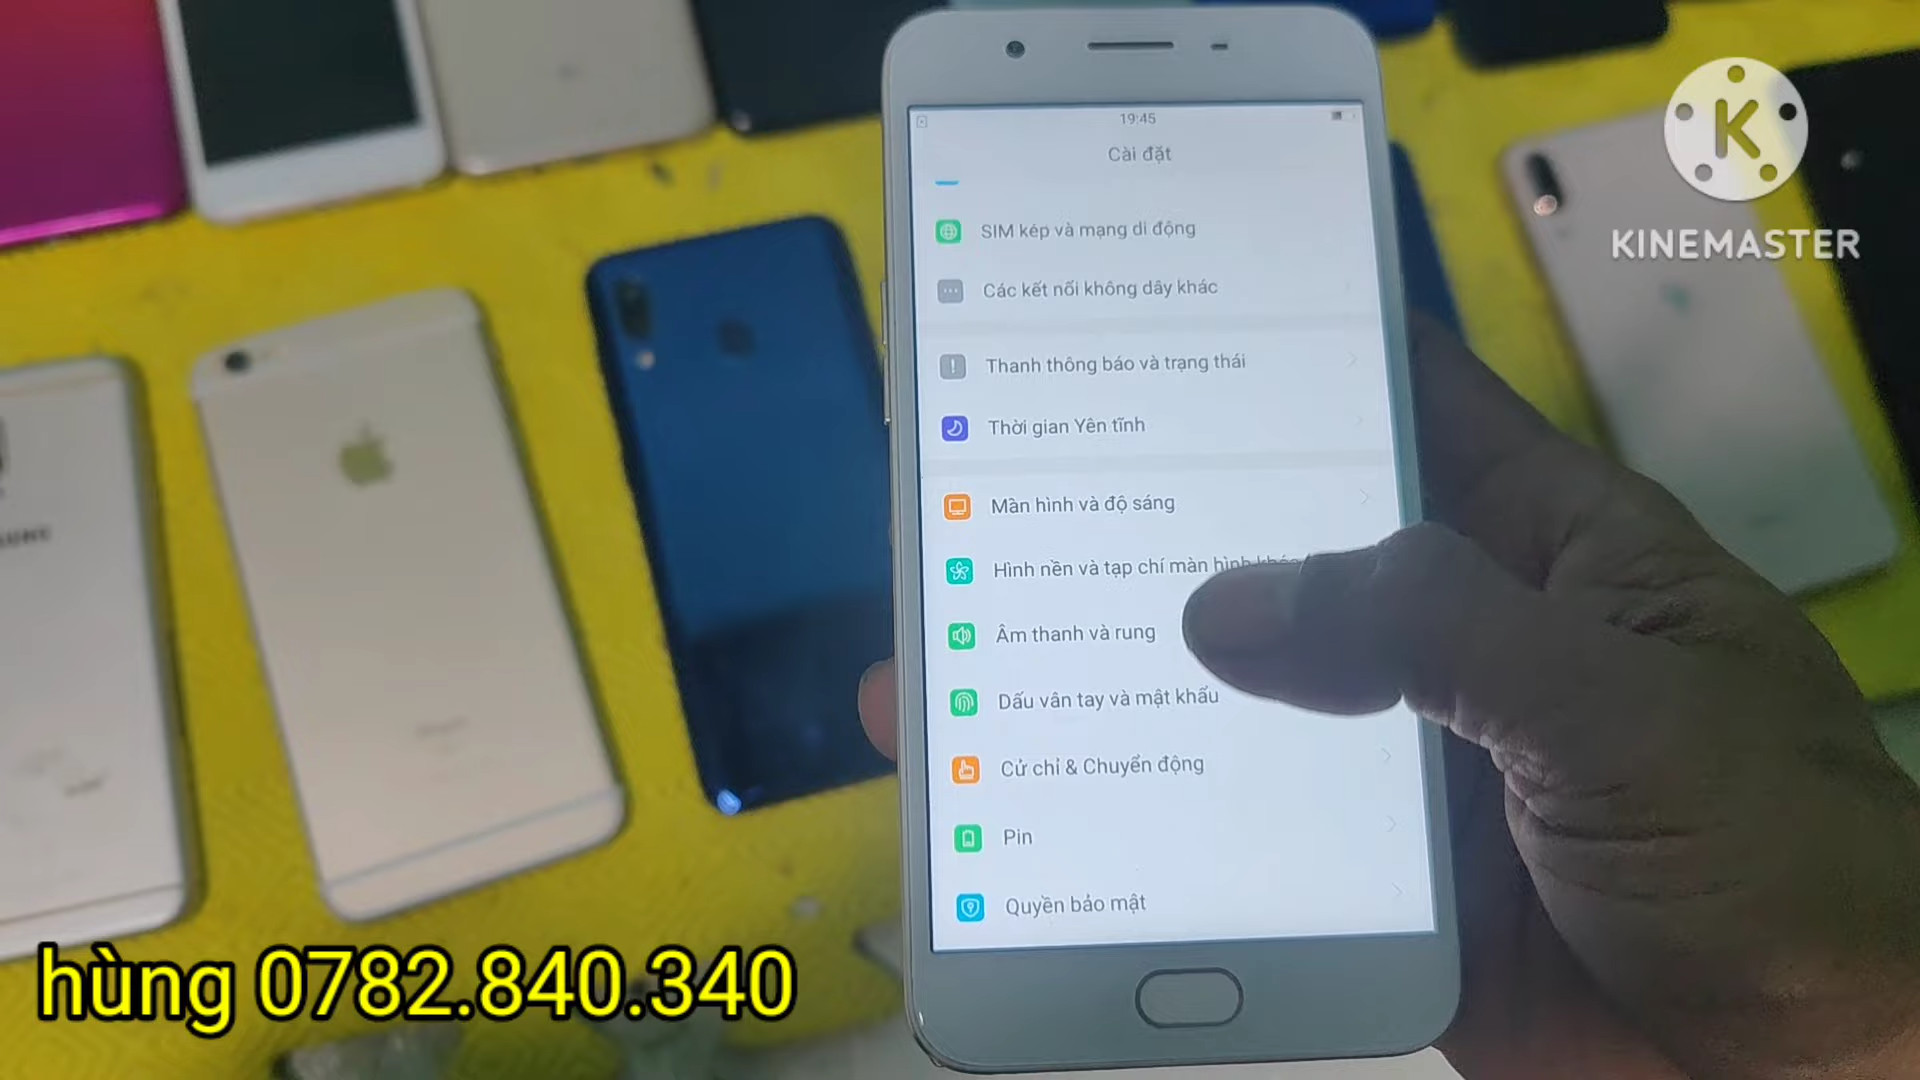 19:45
Cài đặt
SIM kép và mạng di động
Các kết nối không dây khác
Thanh thông báo và trạng thái
Thời gian Yên tĩnh
Màn hình và độ sáng
Hình nền và tạp chí màn hình
Âm thanh và rung
Dấu vân tay và mật khẩu
Cử chỉ & Chuyển động
Pin
Quyền bảo mật
K
KINEMASTER
hùng 0782.840.340